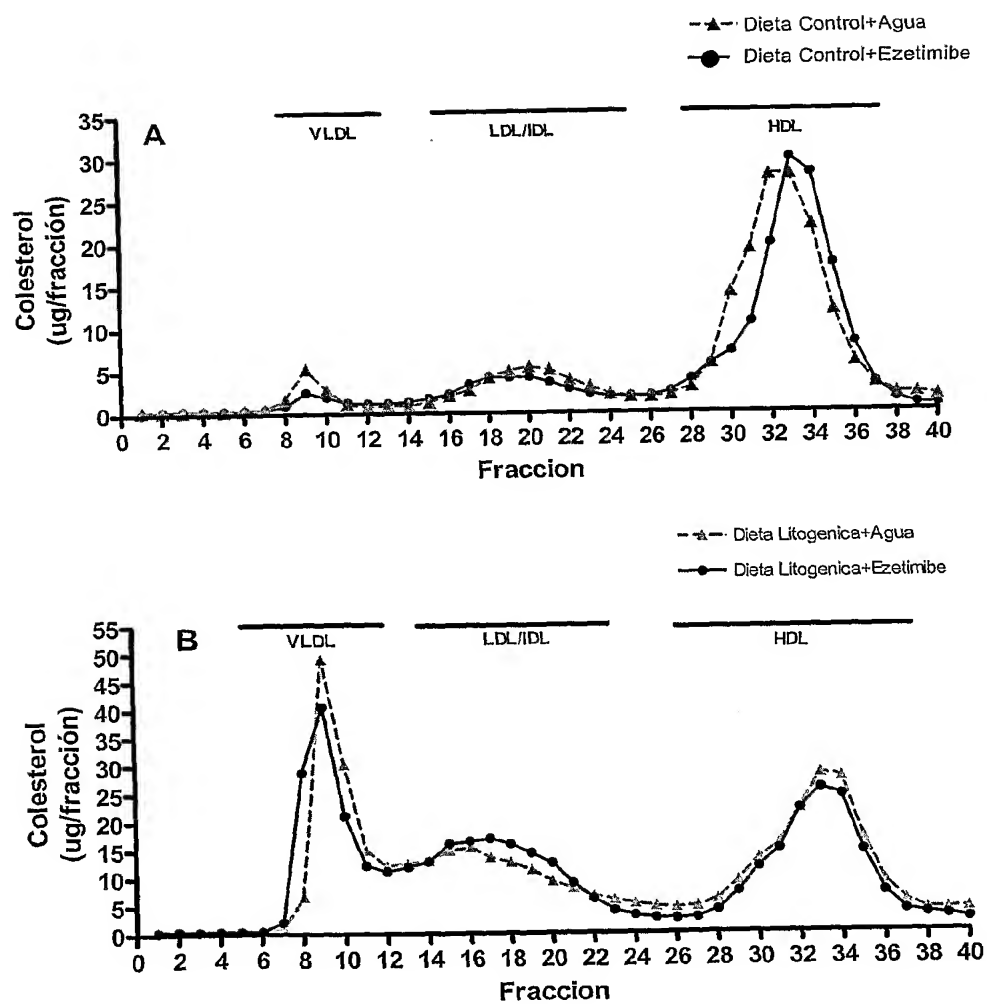 Dieta Control+Agua
Dieta Control+Ezetimibe
A
VLDL
LDL/IDL
HDL
35
30
25
20
15
10
5
0
Colesterol
(ug/fracción)
0 2 4 6 8 10 12 14 16 18 20 22 24 26 28 30 32 34 36 38 40
Fraccion
Dieta Litogenica+Agua
Dieta Litogenica+Ezetimibe
B
VLDL
LDL/IDL
HDL
55
50
45
40
35
30
25
20
15
10
5
0
Colesterol
(ug/fracción)
0 2 4 6 8 10 12 14 16 18 20 22 24 26 28 30 32 34 36 38 40
Fraccion